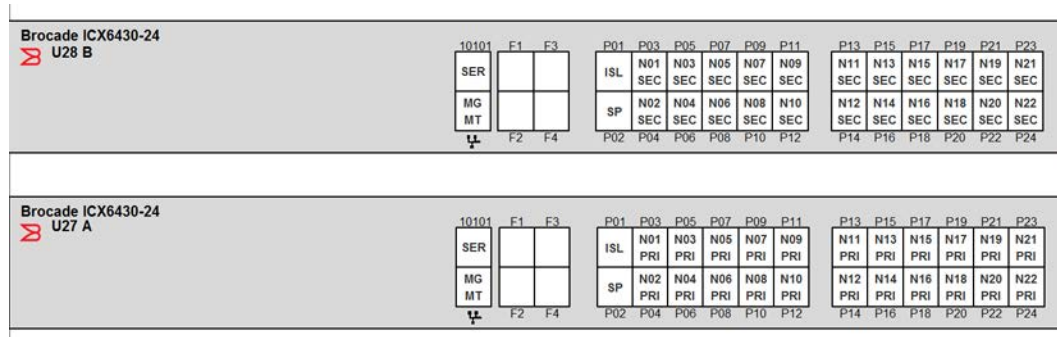 Brocade ICX6430-24
U28 B
10101 F1 F3 P01 P03 P05 P07 P09 P11 P13 P15 P17 P19 P21 P23
SER ISL N01 N03 N05 N07 N09 N11 N13 N15 N17 N19 N21
SEC SEC SEC SEC SEC SEC SEC SEC SEC SEC SEC
MG SP N02 N04 N06 N08 N10 N12 N14 N16 N18 N20 N22
MT SEC SEC SEC SEC SEC SEC SEC SEC SEC SEC SEC
F2 F4 P02 P04 P06 P08 P10 P12 P14 P16 P18 P20 P22 P24
Brocade ICX6430-24
U27 A
10101 F1 F3 P01 P03 P05 P07 P09 P11 P13 P15 P17 P19 P21 P23
SER ISL N01 N03 N05 N07 N09 N11 N13 N15 N17 N19 N21
PRI PRI PRI PRI PRI PRI PRI PRI PRI PRI PRI
MG SP N02 N04 N06 N08 N10 N12 N14 N16 N18 N20 N22
MT PRI PRI PRI PRI PRI PRI PRI PRI PRI PRI PRI
F2 F4 P02 P04 P06 P08 P10 P12 P14 P16 P18 P20 P22 P24